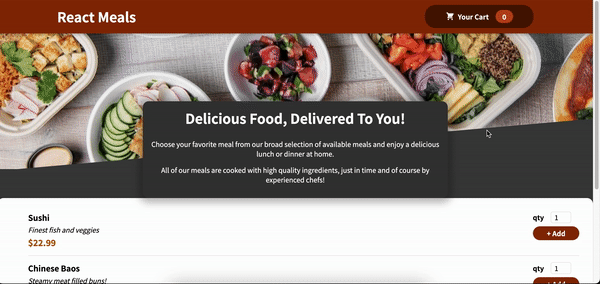 React Meals
Your Cart 0
Delicious Food, Delivered To You!
Choose your favorite meal from our broad selection of available meals and enjoy a delicious
lunch or dinner at home.
All of our meals are cooked with high quality ingredients, just in time and of course by
experienced chefs!
Sushi
qty 1
Finest fish and veggies
+ Add
$22.99
Chinese Baos
qty 1
Steamy meat filled buns!
+ Add